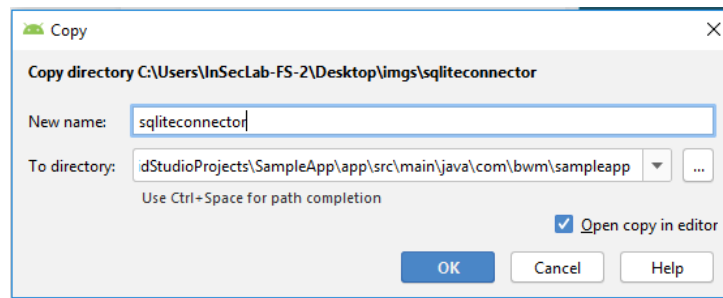 Copy
Copy directory C:\Users\InSecLab-FS-2\Desktop\imgs\sqliteconnector
New name: sqliteconnector
To directory: idStudioProjects\SampleApp\app\src\main\java\com\bwm\sampleapp ...
Use Ctrl+Space for path completion
Open copy in editor
OK Cancel Help